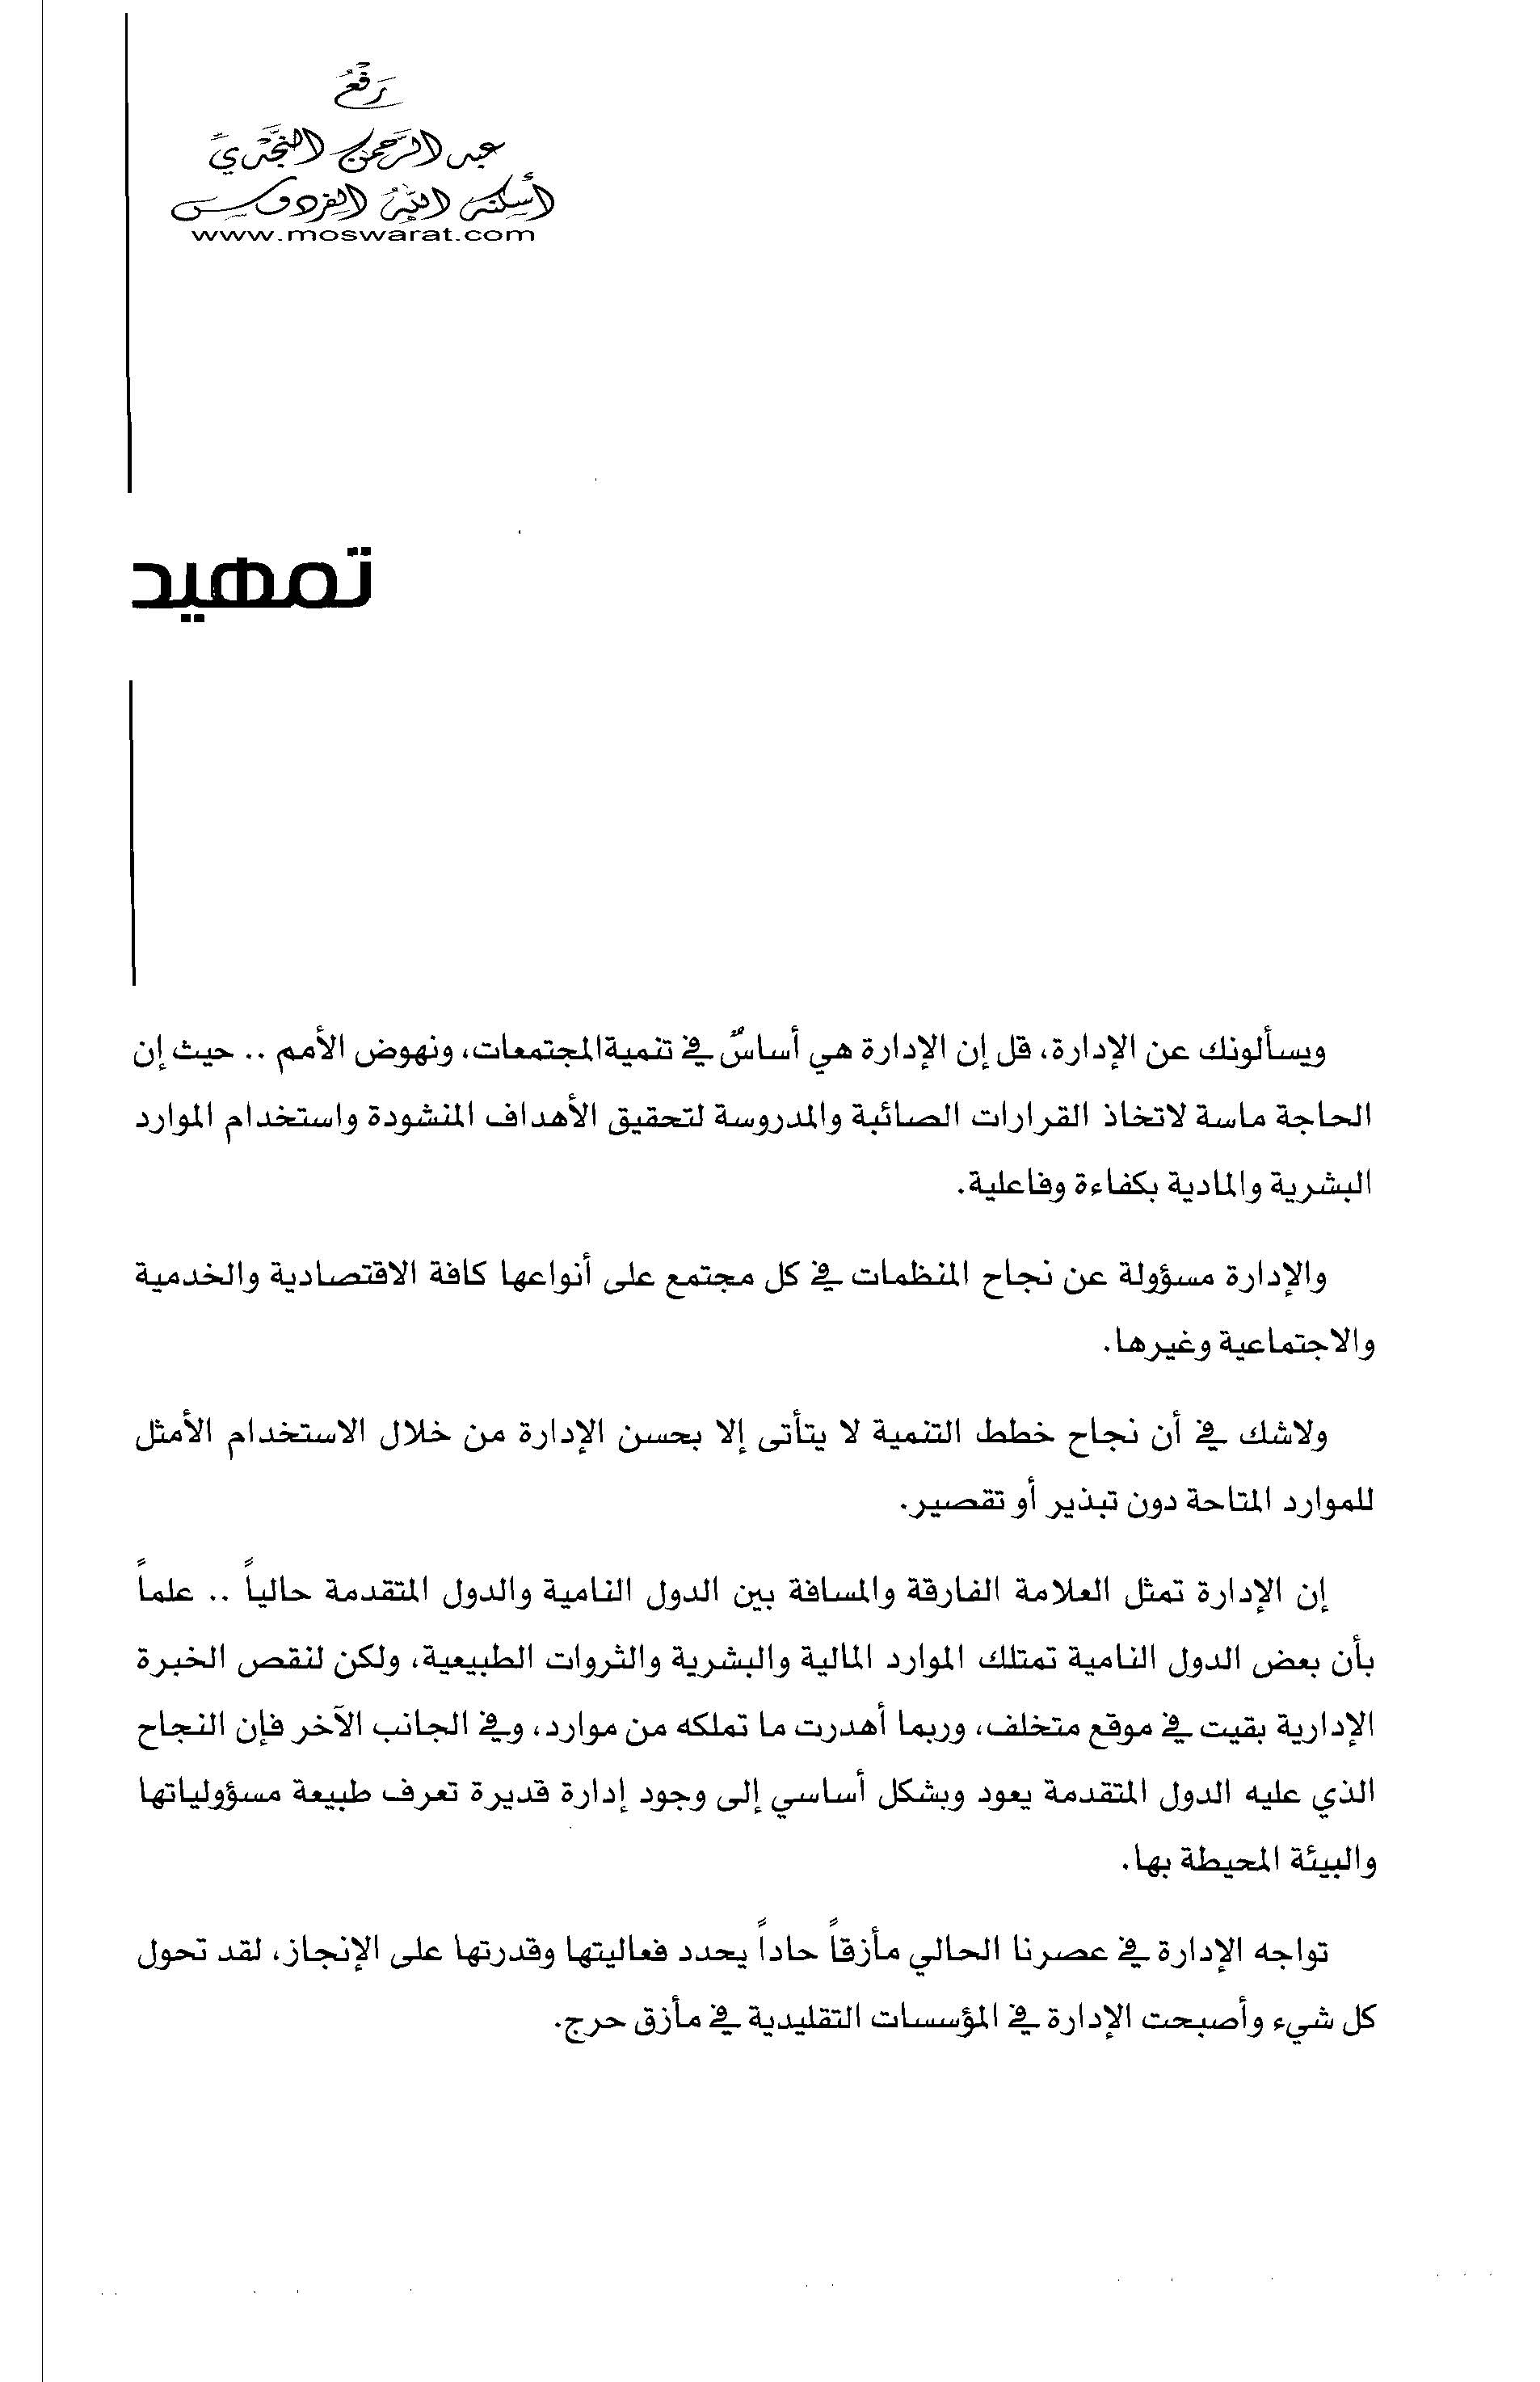 رَفْعُ
عبد الرَّحمن النَّجْديِّ
أسكنه اللهُ الفردوس
www.moswarat.com
تمهيد
ويسألونك عن الإدارة، قل إن الإدارة هي أساسٌ في تنمية المجتمعات، ونهوض الأمم .. حيث إن
الحاجة ماسة لاتخاذ القرارات الصائبة والمدروسة لتحقيق الأهداف المنشودة واستخدام الموارد
البشرية والمادية بكفاءة وفاعلية.
والإدارة مسؤولة عن نجاح المنظمات في كل مجتمع على أنواعها كافة الاقتصادية والخدمية
والاجتماعية وغيرها.
ولاشك في أن نجاح خطط التنمية لا يتأتى إلا بحسن الإدارة من خلال الاستخدام الأمثل
للموارد المتاحة دون تبذير أو تقصير.
إن الإدارة تمثل العلامة الفارقة والمسافة بين الدول النامية والدول المتقدمة حالياً .. علماً
بأن بعض الدول النامية تمتلك الموارد المالية والبشرية والثروات الطبيعية، ولكن لنقص الخبرة
الإدارية بقيت في موقع متخلف، وربما أهدرت ما تملكه من موارد، وفي الجانب الآخر فإن النجاح
الذي عليه الدول المتقدمة يعود وبشكل أساسي إلى وجود إدارة قديرة تعرف طبيعة مسؤولياتها
والبيئة المحيطة بها.
تواجه الإدارة في عصرنا الحالي مأزقاً حاداً يحدد فعاليتها وقدرتها على الإنجاز، لقد تحول
كل شيء وأصبحت الإدارة في المؤسسات التقليدية في مأزق حرج.